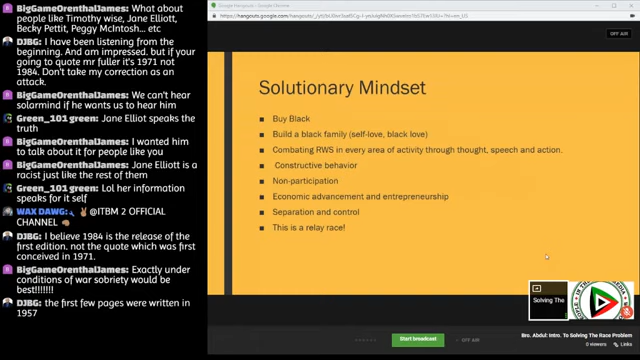 BigGameOrenthalJames: What about
people like Timothy wise, Jane Elliott,
Becky Pettit, Peggy McIntosh... etc
DJBG: I have been listening from the
beginning. And am impressed. but if your
going to quote mr fuller it's 1971 not
1984. Don't take my correction as an
attack.
BigGameOrenthalJames: We can't hear
solarmind if he wants us to hear him
Green_101 green: Jane Elliot speaks the
truth
BigGameOrenthalJames: I wanted him
to talk about it for people like you
BigGameOrenthalJames: Jane Elliott is a
racist just like the rest of them
Green_101 green: Lol her information
speaks for it self
WAX DAWG: @ITBM 2 OFFICIAL
CHANNEL
DJBG: I believe 1984 is the release of the
first edition. not the quote which was first
conceived in 1971.
BigGameOrenthalJames: Exactly under
conditions of war sobriety would be
best!!!!!!!
DJBG: the first few pages were written in
1957
Google Hangouts - Google Chrome
OFF AIR
Solutionary Mindset
Buy Black
Build a black family (self-love, black love)
Combating RWS in every area of activity through thought, speech and action.
Constructive behavior
Non-participation
Economic advancement and entrepreneurship
Separation and control
This is a relay race!
Solving The
Bro. Abdul: Intro. To Solving The Race Problem
Start broadcast
OFF AIR
0 viewers
Links